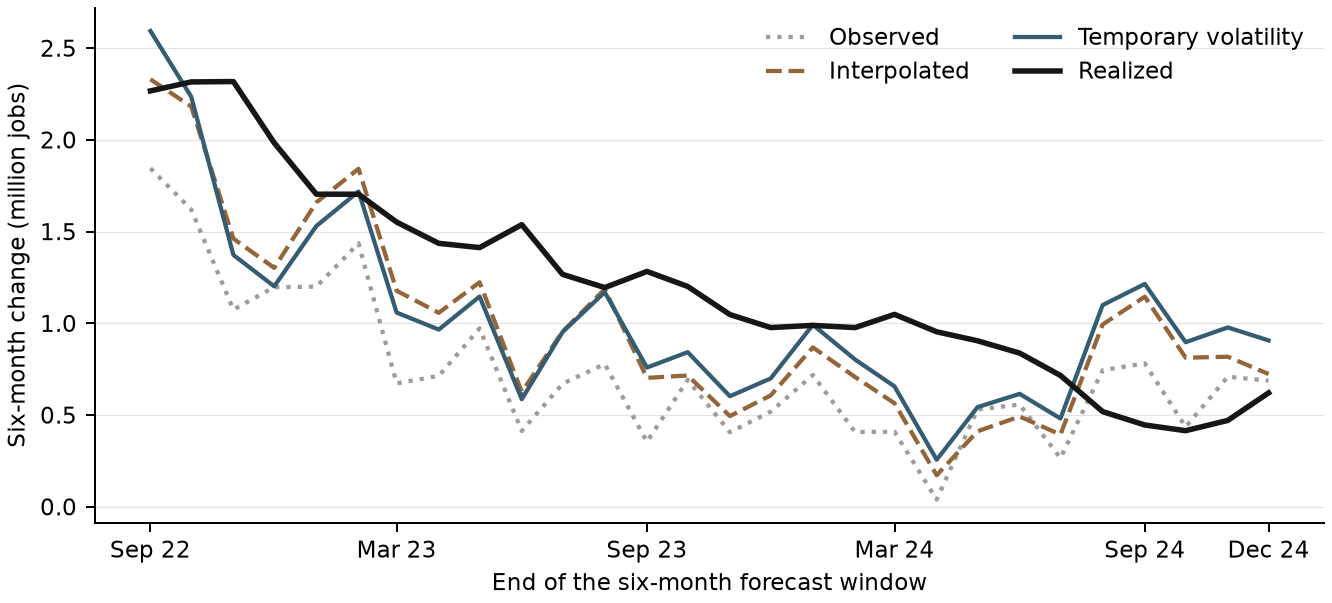 Six-month change (million jobs)
2.5
2.0
1.5
1.0
0.5
0.0
Observed
Interpolated
Temporary volatility
Realized
Sep 22
Mar 23
Sep 23
Mar 24
Sep 24
Dec 24
End of the six-month forecast window